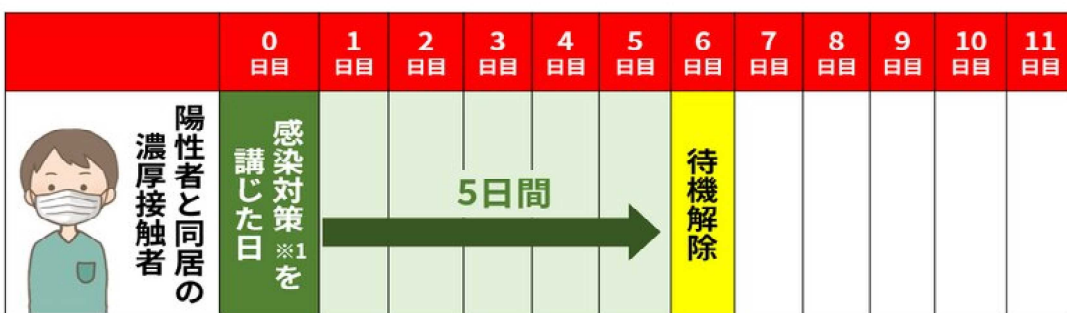 0
日目
1
日目
2
日目
3
日目
4
日目
5
日目
6
日目
7
日目
8
日目
9
日目
10
日目
11
日目
陽性者と同居の
濃厚接触者
感染対策※1を
講じた日
5日間
待機解除